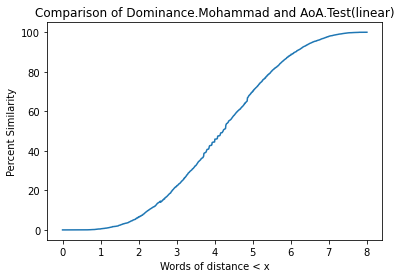 Comparison of Dominance.Mohammad and AoA.Test(linear)
100
80
60
40
20
0
Percent Similarity
0 1 2 3 4 5 6 7 8
Words of distance < x